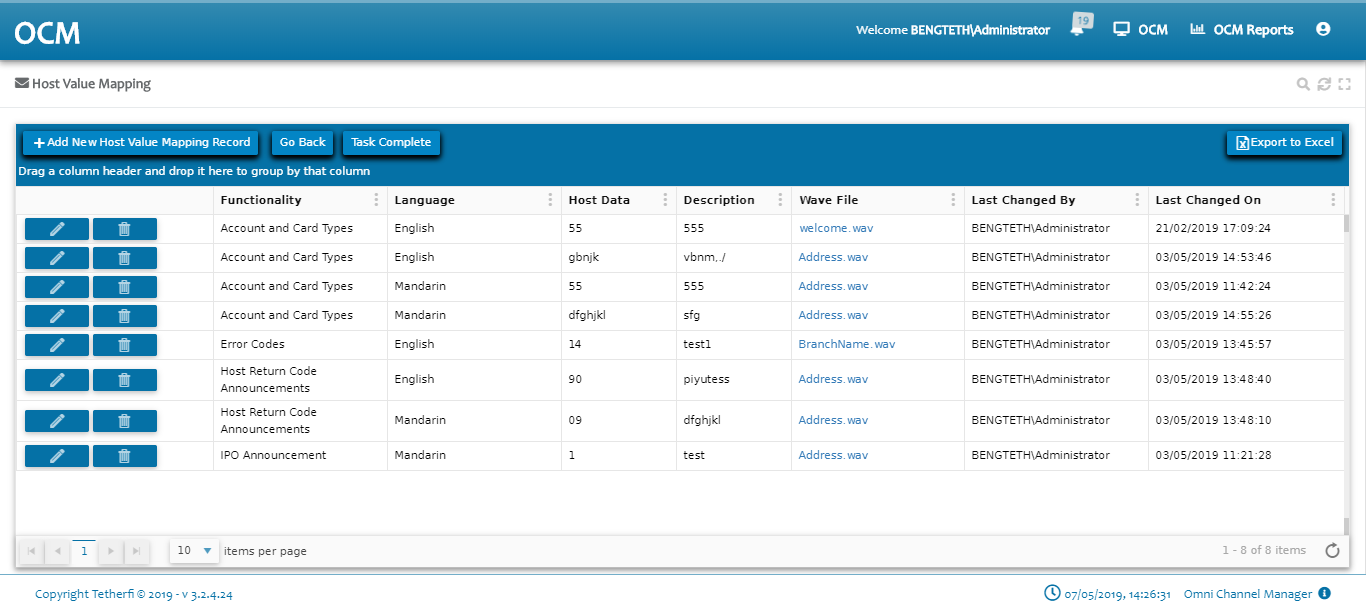 OCM
Welcome BENGTETH\Administrator 19 OCM OCM Reports
Host Value Mapping
Add New Host Value Mapping Record Go Back Task Complete Export to Excel
Drag a column header and drop it here to group by that column
Functionality Language Host Data Description Wave File Last Changed By Last Changed On
Account and Card Types English 55 555 welcome.wav BENGTETH\Administrator 21/02/2019 17:09:24
Account and Card Types English gbnjk vbnm,./ Address.wav BENGTETH\Administrator 03/05/2019 14:53:46
Account and Card Types Mandarin 55 555 Address.wav BENGTETH\Administrator 03/05/2019 11:42:24
Account and Card Types Mandarin dfghjkl sfg Address.wav BENGTETH\Administrator 03/05/2019 14:55:26
Error Codes English 14 test1 BranchName.wav BENGTETH\Administrator 03/05/2019 13:45:57
Host Return Code
Announcements English 90 piyutess Address.wav BENGTETH\Administrator 03/05/2019 13:48:40
Host Return Code
Announcements Mandarin 09 dfghjkl Address.wav BENGTETH\Administrator 03/05/2019 13:48:10
IPO Announcement Mandarin 1 test Address.wav BENGTETH\Administrator 03/05/2019 11:21:28
1 10 items per page 1 - 8 of 8 items
Copyright Tetherfi © 2019 - v 3.2.4.24 07/05/2019, 14:26:31 Omni Channel Manager